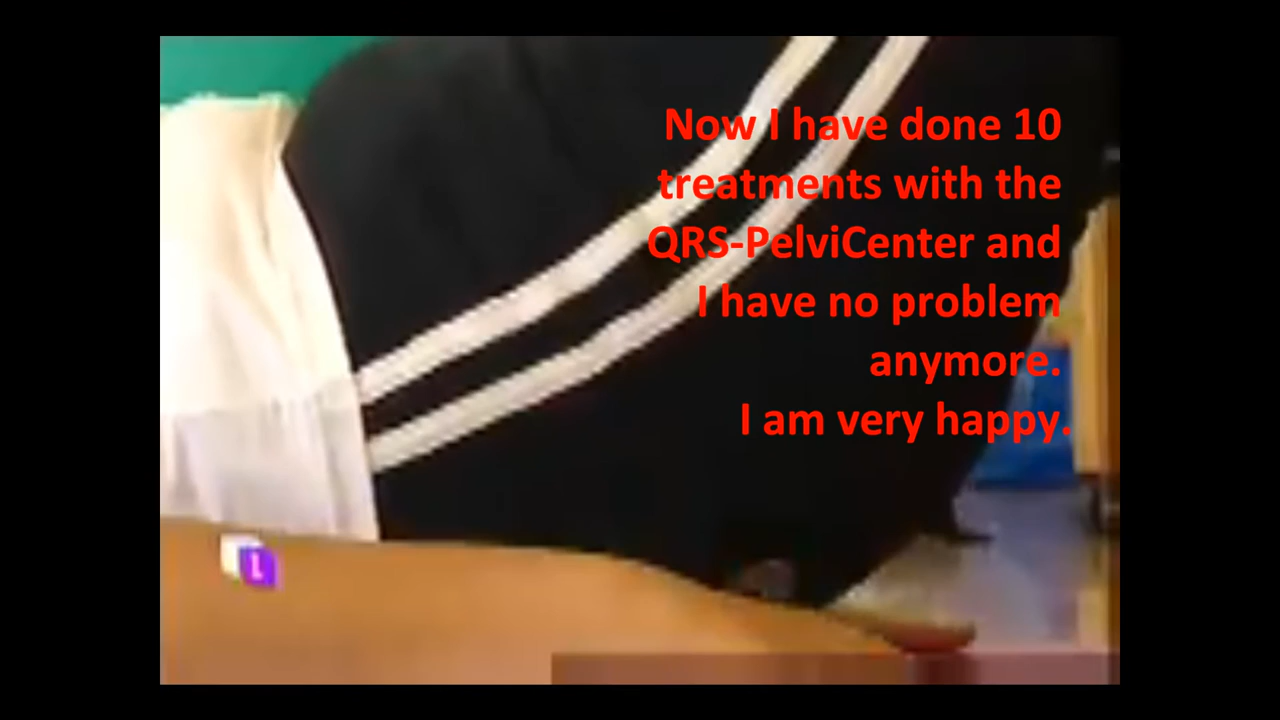 Now I have done 10
treatments with the
QRS-PelviCenter and
I have no problem
anymore.
I am very happy.